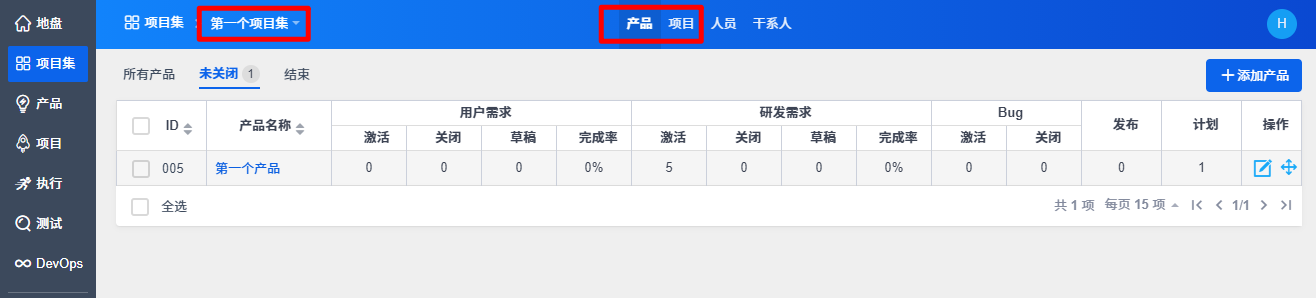 地盘
项目集
产品
项目
执行
测试
DevOps
项目集 第一个项目集 产品 项目 人员 干系人 H
所有产品 未关闭 1 结束 添加产品
ID 产品名称 用户需求 研发需求 Bug 发布 计划 操作
激活 关闭 草稿 完成率 激活 关闭 草稿 完成率 激活 关闭
005 第一个产品 0 0 0 0% 5 0 0 0% 0 0 0 1
全选 共 1 项 每页 15 项 1/1